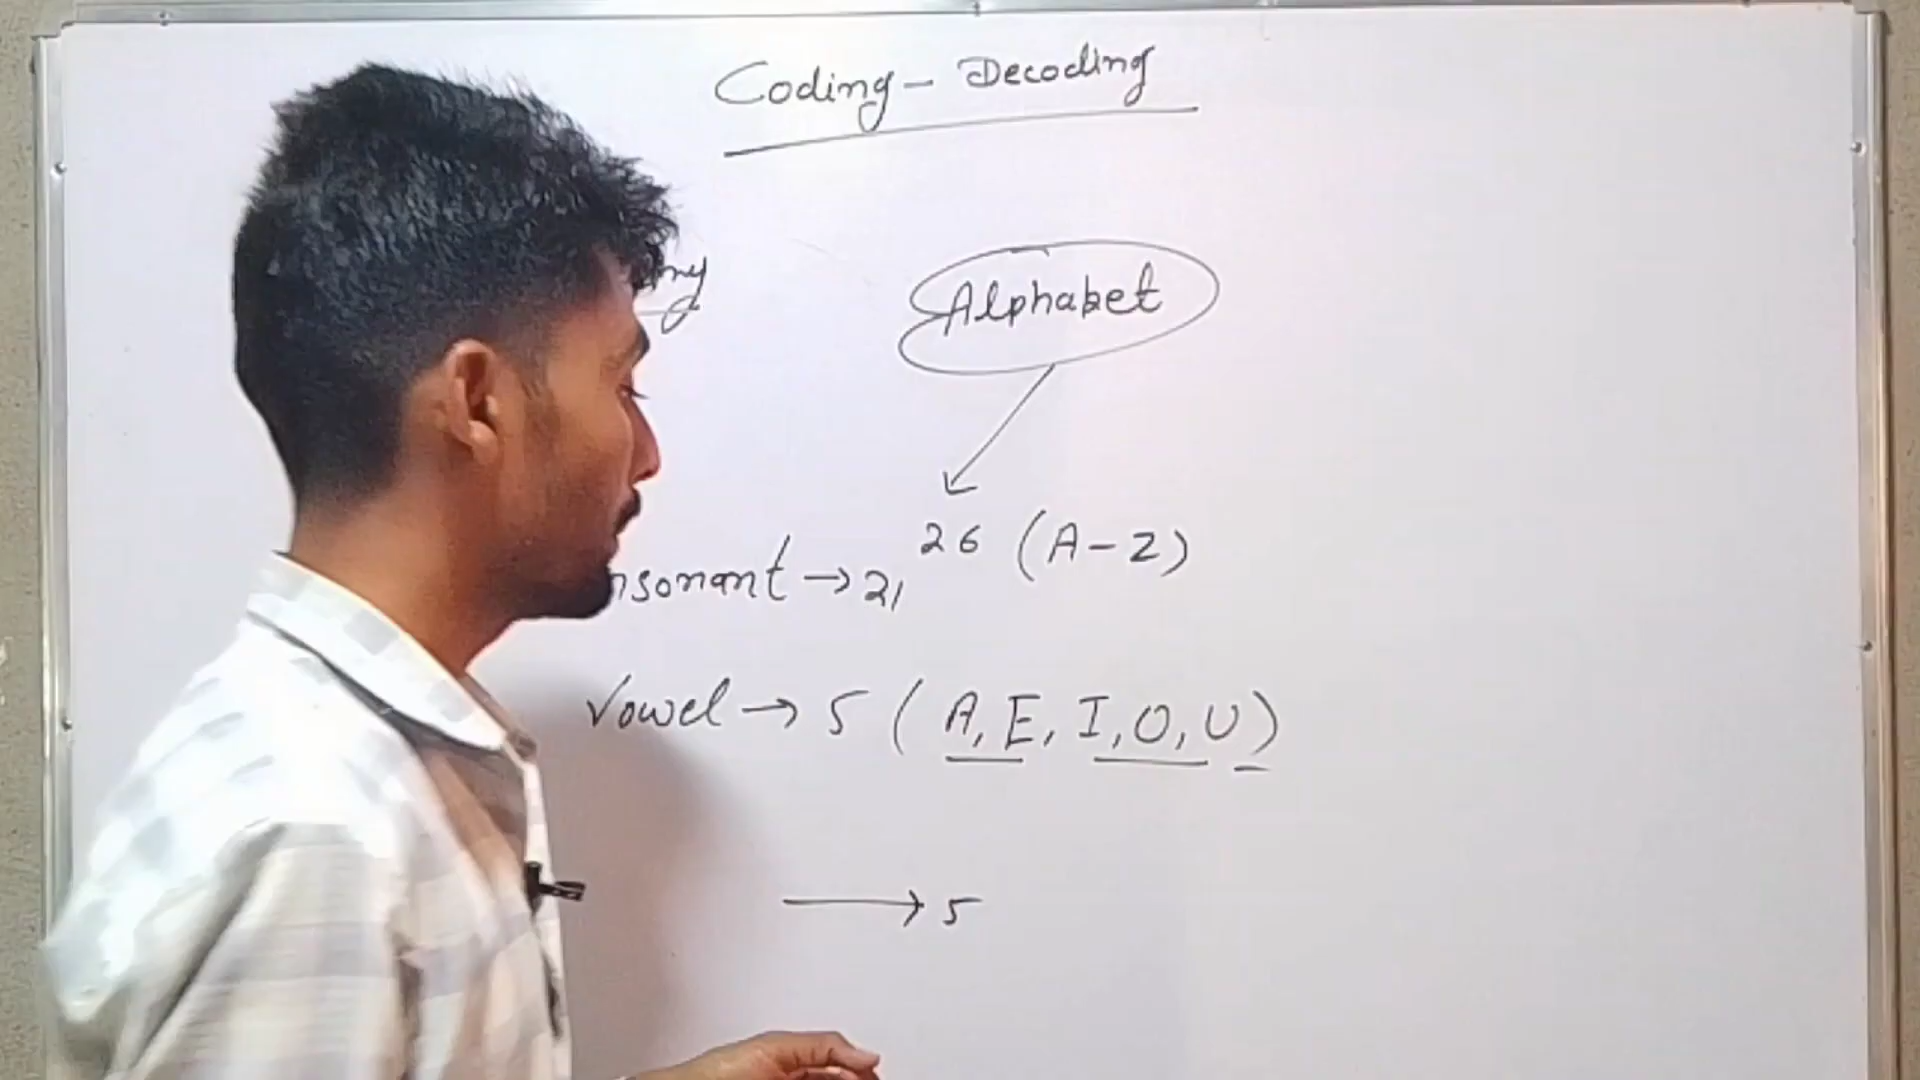 Coding - Decoding
Alphabet
26 (A-Z)
nsonant → 21
Vowel → 5 (A, E, I, O, U)
→ 5